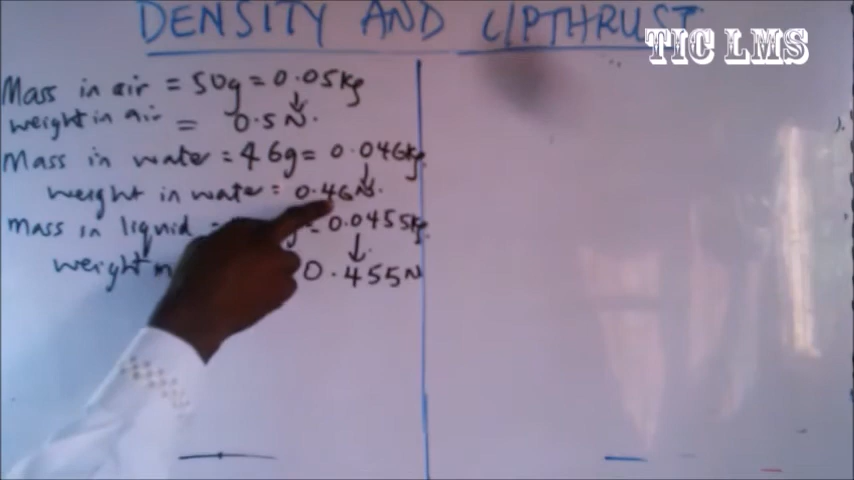 DENSITY AND UPTHRUST
TIC LMS
Mass in air = 50g = 0.05kg
weight in air = 0.5N.
Mass in water = 46g = 0.046kg
weight in water = 0.46N.
Mass in liquid = g = 0.0455kg
weight 0.455N